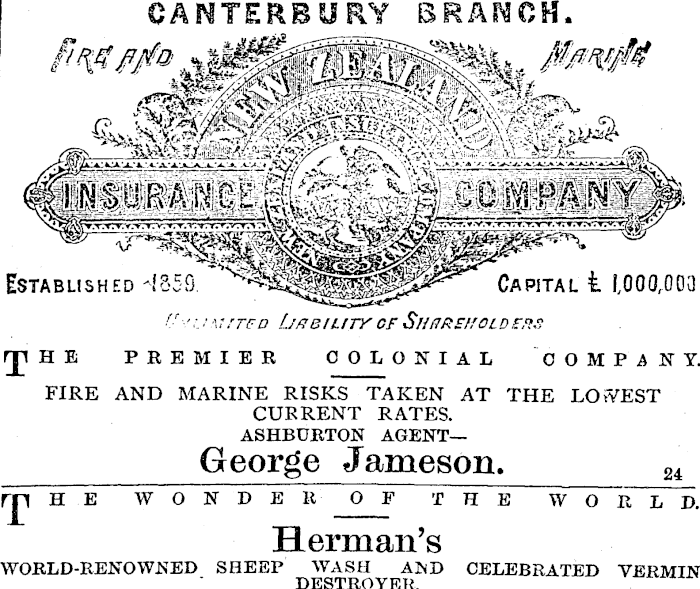 CANTERBURY BRANCH.
FIRE AND MARINE
NEW ZEALAND
INSURANCE COMPANY
ESTABLISHED 1859. CAPITAL £1,000,000
UNLIMITED LIABILITY OF SHAREHOLDERS
THE PREMIER COLONIAL COMPANY.
FIRE AND MARINE RISKS TAKEN AT THE LOWEST
CURRENT RATES.
ASHBURTON AGENT—
George Jameson.
24
THE WONDER OF THE WORLD.
Herman's
WORLD-RENOWNED SHEEP WASH AND CELEBRATED VERMIN
DESTROYER.